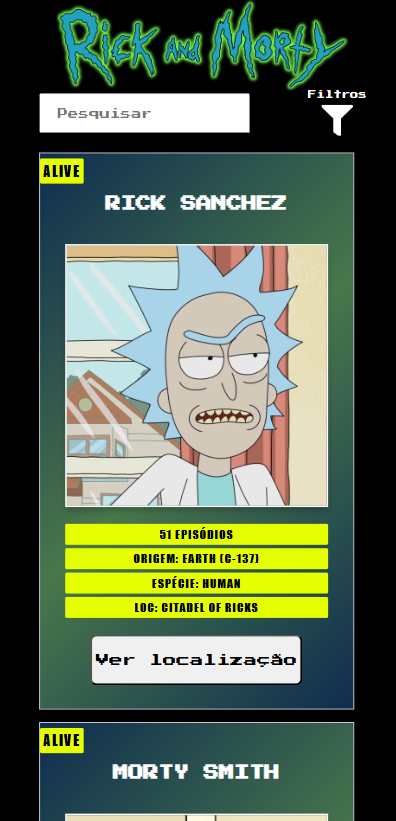 Rick and Morty
Filtros
Pesquisar
ALIVE
RICK SANCHEZ
51 EPISÓDIOS
ORIGEM: EARTH (C-137)
ESPÉCIE: HUMAN
LOC: CITADEL OF RICKS
Ver localização
ALIVE
MORTY SMITH